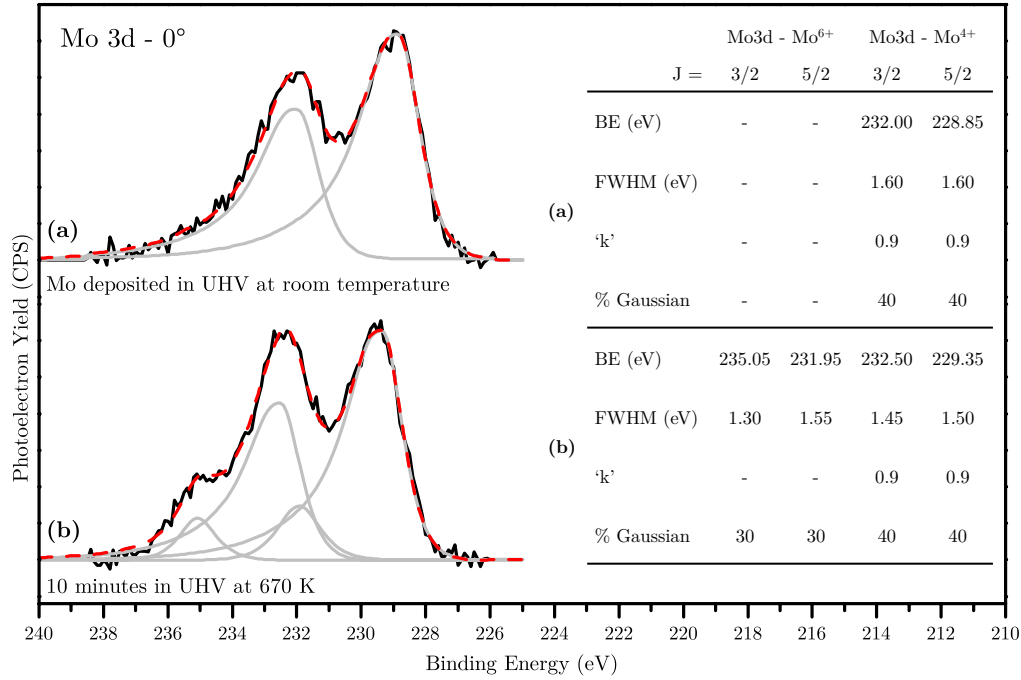 Mo 3d - 0°
Mo3d - Mo⁶⁺ Mo3d - Mo⁴⁺
J = 3/2 5/2 3/2 5/2
BE (eV) - - 232.00 228.85
FWHM (eV) - - 1.60 1.60
(a)
‘k’ - - 0.9 0.9
% Gaussian - - 40 40
BE (eV) 235.05 231.95 232.50 229.35
FWHM (eV) 1.30 1.55 1.45 1.50
(b)
‘k’ - - 0.9 0.9
% Gaussian 30 30 40 40
(a)
Mo deposited in UHV at room temperature
(b)
10 minutes in UHV at 670 K
Photoelectron Yield (CPS)
240 238 236 234 232 230 228 226 224 222 220 218 216 214 212 210
Binding Energy (eV)